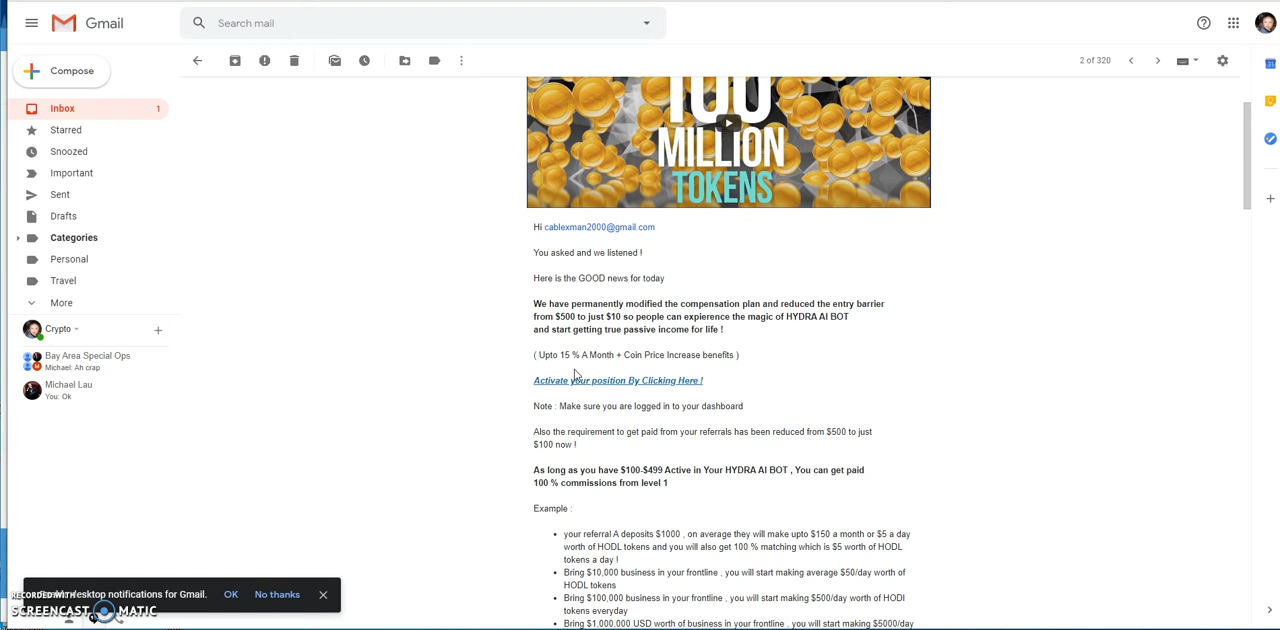 Gmail
Search mail
Compose
2 of 320
Inbox 1
Starred
Snoozed
Important
Sent
Drafts
Categories
Personal
Travel
More
Crypto
Bay Area Special Ops
Michael: Ah crap
Michael Lau
You: Ok
100
MILLION
TOKENS
Hi cablexman2000@gmail.com
You asked and we listened !
Here is the GOOD news for today
We have permanently modified the compensation plan and reduced the entry barrier
from $500 to just $10 so people can expierence the magic of HYDRA AI BOT
and start getting true passive income for life !
( Upto 15 % A Month + Coin Price Increase benefits )
Activate your position By Clicking Here !
Note : Make sure you are logged in to your dashboard
Also the requirement to get paid from your referrals has been reduced from $500 to just
$100 now !
As long as you have $100-$499 Active in Your HYDRA AI BOT , You can get paid
100 % commissions from level 1
Example :
your referral A deposits $1000 , on average they will make upto $150 a month or $5 a day
worth of HODL tokens and you will also get 100 % matching which is $5 worth of HODL
tokens a day !
Bring $10,000 business in your frontline , you will start making average $50/day worth of
HODL tokens
Bring $100,000 business in your frontline , you will start making $500/day worth of HODl
tokens everyday
Bring $1,000,000 USD worth of business in your frontline , you will start making $5000/day
desktop notifications for Gmail. OK No thanks
RECORDED WITH
SCREENCAST MATIC
31